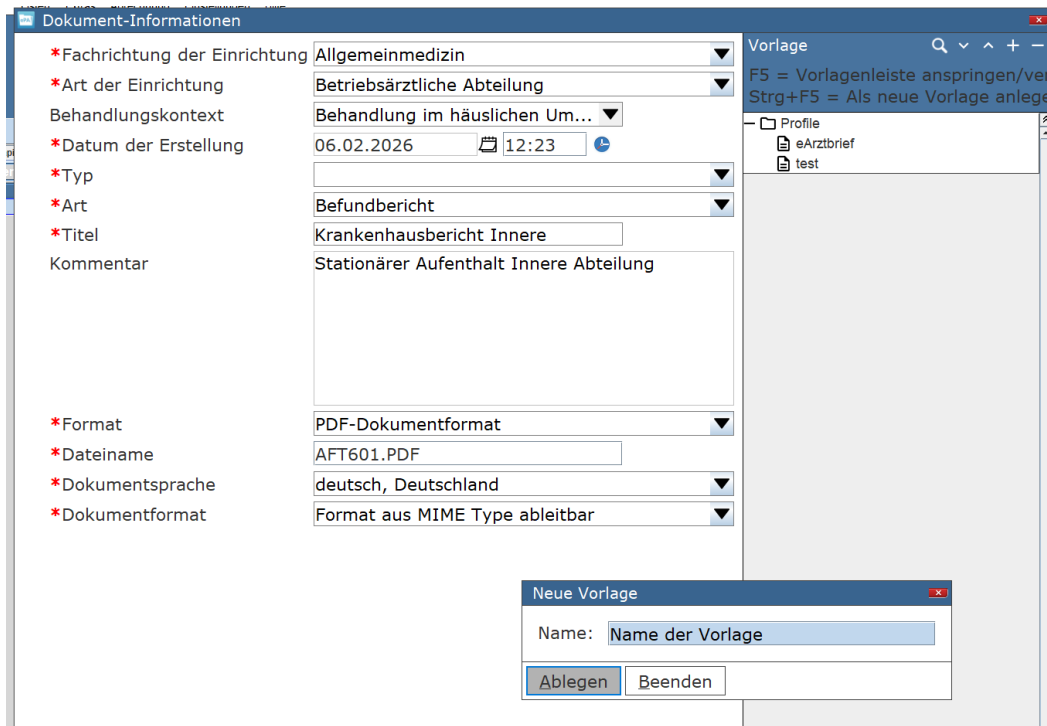 Dokument-Informationen
*Fachrichtung der Einrichtung Allgemeinmedizin
*Art der Einrichtung Betriebsärztliche Abteilung
Behandlungskontext Behandlung im häuslichen Um...
*Datum der Erstellung 06.02.2026 12:23
*Typ
*Art Befundbericht
*Titel Krankenhausbericht Innere
Kommentar Stationärer Aufenthalt Innere Abteilung
*Format PDF-Dokumentformat
*Dateiname AFT601.PDF
*Dokumentsprache deutsch, Deutschland
*Dokumentformat Format aus MIME Type ableitbar
Vorlage
F5 = Vorlagenleiste anspringen/ve
Strg+F5 = Als neue Vorlage anlege
Profile
eArztbrief
test
Neue Vorlage
Name: Name der Vorlage
Ablegen Beenden